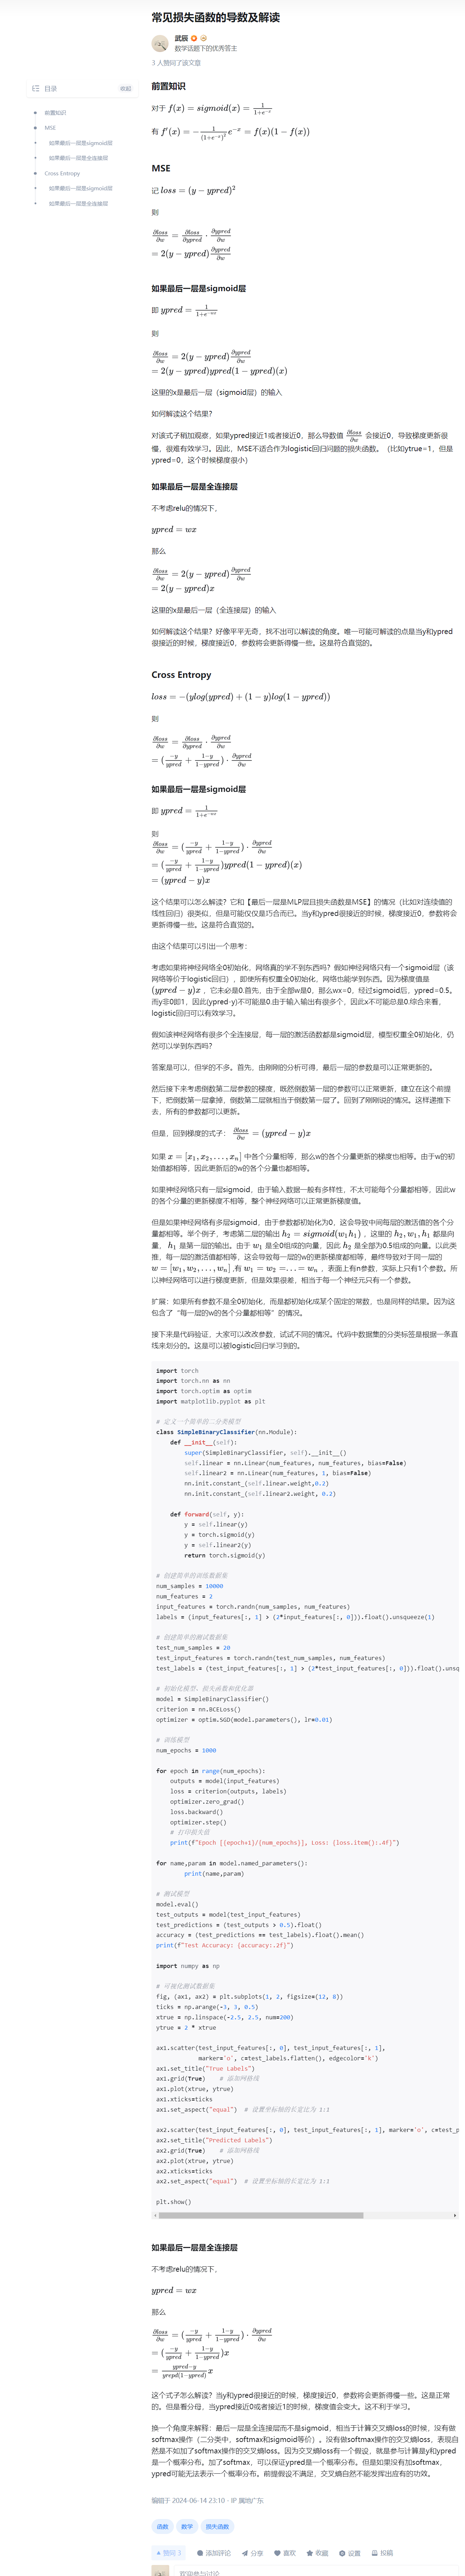 常见损失函数的导数及解读
武辰
数学话题下的优秀答主
3 人赞同了该文章
目录
收起
前置知识
MSE
如果最后一层是sigmoid层
如果最后一层是全连接层
Cross Entropy
如果最后一层是sigmoid层
如果最后一层是全连接层
前置知识
对于 f(x) = sigmoid(x) = 1/(1+e^{-x})
有 f'(x) = -1/(1+e^{-x})^2 e^{-x} = f(x)(1 - f(x))
MSE
记 loss = (y - ypred)^2
则
∂loss/∂w = ∂loss/∂ypred · ∂ypred/∂w
= 2(y - ypred) ∂ypred/∂w
如果最后一层是sigmoid层
即 ypred = 1/(1+e^{-wx})
则
∂loss/∂w = 2(y - ypred) ∂ypred/∂w
= 2(y - ypred)ypred(1 - ypred)(x)
这里的x是最后一层（sigmoid层）的输入
如何解读这个结果?
对该式子稍加观察，如果ypred接近1或者接近0，那么导数值 ∂loss/∂w 会接近0，导致梯度更新很
慢，很难有效学习。因此，MSE不适合作为logistic回归问题的损失函数。（比如ytrue=1，但是
ypred=0，这个时候梯度很小）
如果最后一层是全连接层
不考虑relu的情况下，
ypred = wx
那么
∂loss/∂w = 2(y - ypred) ∂ypred/∂w
= 2(y - ypred)x
这里的x是最后一层（全连接层）的输入
如何解读这个结果？好像平平无奇，找不出可以解读的角度。唯一可能可解读的点是当y和ypred
很接近的时候，梯度接近0，参数将会更新得慢一些。这是符合直觉的。
Cross Entropy
loss = -(ylog(ypred) + (1 - y)log(1 - ypred))
则
∂loss/∂w = ∂loss/∂ypred · ∂ypred/∂w
= (-y/ypred + (1-y)/(1-ypred)) · ∂ypred/∂w
如果最后一层是sigmoid层
即 ypred = 1/(1+e^{-wx})
则
∂loss/∂w = (-y/ypred + (1-y)/(1-ypred)) · ∂ypred/∂w
= (-y/ypred + (1-y)/(1-ypred))ypred(1 - ypred)(x)
= (ypred - y)x
这个结果可以怎么解读？它和【最后一层是MLP层且损失函数是MSE】的情况（比如对连续值的
线性回归）很类似，但是可能仅仅是巧合而已。当y和ypred很接近的时候，梯度接近0，参数将会
更新得慢一些。这是符合直觉的。
由这个结果可以引出一个思考：
考虑如果将神经网络全0初始化，网络真的学不到东西吗？假如神经网络只有一个sigmoid层（该
网络等价于logistic回归），即使所有权重全0初始化，网络也能学到东西。因为梯度值是
(ypred - y)x ，它未必是0.首先，由于全部w是0，那么wx=0，经过sigmoid后，ypred=0.5。
而y非0即1，因此(ypred-y)不可能是0.由于输入输出有很多个，因此x不可能总是0.综合来看，
logistic回归可以有效学习。
假如该神经网络有很多个全连接层，每一层的激活函数都是sigmoid层，模型权重全0初始化，仍
然可以学到东西吗？
答案是可以，但学的不多。首先，由刚刚的分析可得，最后一层的参数是可以正常更新的。
然后接下来考虑倒数第二层参数的梯度，既然倒数第一层的参数可以正常更新，建立在这个前提
下，把倒数第一层拿掉，倒数第二层就相当于倒数第一层了。回到了刚刚说的情况。这样递推下
去，所有的参数都可以更新。
但是，回到梯度的式子： ∂loss/∂w = (ypred - y)x
如果 x = [x₁, x₂, ..., xₙ] 中各个分量相等，那么w的各个分量更新的梯度也相等。由于w的初
始值都相等，因此更新后的w的各个分量也都相等。
如果神经网络只有一层sigmoid，由于输入数据一般有多样性，不太可能每个分量都相等，因此w
的各个分量的更新梯度不相等，整个神经网络可以正常更新梯度值。
但是如果神经网络有多层sigmoid，由于参数都初始化为0，这会导致中间每层的激活值的各个分
量都相等。举个例子，考虑第二层的输出 h₂ = sigmoid(w₁h₁) ，这里的 h₂, w₁, h₁ 都是向
量， h₁ 是第一层的输出。由于 w₁ 是全0组成的向量，因此 h₂ 是全部为0.5组成的向量。以此类
推，每一层的激活值都相等，这会导致每一层的w的更新梯度都相等，最终导致对于同一层的
w = [w₁, w₂, ..., wₙ] ,有 w₁ = w₂ =...= wₙ ，表面上有n参数，实际上只有1个参数。所
以神经网络可以进行梯度更新，但是效果很差，相当于每一个神经元只有一个参数。
扩展：如果所有参数不是全0初始化，而是都初始化成某个固定的常数，也是同样的结果。因为这
包含了“每一层的w的各个分量都相等”的情况。
接下来是代码验证，大家可以改改参数，试试不同的情况。代码中数据集的分类标签是根据一条直
线来划分的。这是可以被logistic回归学习到的。
import torch
import torch.nn as nn
import torch.optim as optim
import matplotlib.pyplot as plt
# 定义一个简单的二分类模型
class SimpleBinaryClassifier(nn.Module):
def __init__(self):
super(SimpleBinaryClassifier, self).__init__()
self.linear = nn.Linear(num_features, num_features, bias=False)
self.linear2 = nn.Linear(num_features, 1, bias=False)
nn.init.constant_(self.linear.weight,0.2)
nn.init.constant_(self.linear2.weight, 0.2)
def forward(self, y):
y = self.linear(y)
y = torch.sigmoid(y)
y = self.linear2(y)
return torch.sigmoid(y)
# 创建简单的训练数据集
num_samples = 10000
num_features = 2
input_features = torch.randn(num_samples, num_features)
labels = (input_features[:, 1] > (2*input_features[:, 0])).float().unsqueeze(1)
# 创建简单的测试数据集
test_num_samples = 20
test_input_features = torch.randn(test_num_samples, num_features)
test_labels = (test_input_features[:, 1] > (2*test_input_features[:, 0])).float().unsq
# 初始化模型、损失函数和优化器
model = SimpleBinaryClassifier()
criterion = nn.BCELoss()
optimizer = optim.SGD(model.parameters(), lr=0.01)
# 训练模型
num_epochs = 1000
for epoch in range(num_epochs):
outputs = model(input_features)
loss = criterion(outputs, labels)
optimizer.zero_grad()
loss.backward()
optimizer.step()
# 打印损失值
print(f"Epoch [{epoch+1}/{num_epochs}], Loss: {loss.item():.4f}")
for name,param in model.named_parameters():
print(name,param)
# 测试模型
model.eval()
test_outputs = model(test_input_features)
test_predictions = (test_outputs > 0.5).float()
accuracy = (test_predictions == test_labels).float().mean()
print(f"Test Accuracy: {accuracy:.2f}")
import numpy as np
# 可视化测试数据集
fig, (ax1, ax2) = plt.subplots(1, 2, figsize=(12, 8))
ticks = np.arange(-3, 3, 0.5)
xtrue = np.linspace(-2.5, 2.5, num=200)
ytrue = 2 * xtrue
ax1.scatter(test_input_features[:, 0], test_input_features[:, 1],
marker='o', c=test_labels.flatten(), edgecolor='k')
ax1.set_title("True Labels")
ax1.grid(True) # 添加网格线
ax1.plot(xtrue, ytrue)
ax1.xticks=ticks
ax1.set_aspect("equal") # 设置坐标轴的长宽比为 1:1
ax2.scatter(test_input_features[:, 0], test_input_features[:, 1], marker='o', c=test_p
ax2.set_title("Predicted Labels")
ax2.grid(True) # 添加网格线
ax2.plot(xtrue, ytrue)
ax2.xticks=ticks
ax2.set_aspect("equal") # 设置坐标轴的长宽比为 1:1
plt.show()
如果最后一层是全连接层
不考虑relu的情况下，
ypred = wx
那么
∂loss/∂w = (-y/ypred + (1-y)/(1-ypred)) · ∂ypred/∂w
= (-y/ypred + (1-y)/(1-ypred))x
= (ypred-y)/(yrepd(1-ypred)) x
这个式子怎么解读？当y和ypred很接近的时候，梯度接近0，参数将会更新得慢一些。这是正常
的。但是看分母，当ypred接近0或者接近1的时候，梯度值会变大。这不利于学习。
换一个角度来解释：最后一层是全连接层而不是sigmoid，相当于计算交叉熵loss的时候，没有做
softmax操作（二分类中，softmax和sigmoid等价）。没有做softmax操作的交叉熵loss，表现自
然是不如加了softmax操作的交叉熵loss。因为交叉熵loss有一个假设，就是参与计算是y和ypred
是一个概率分布。加了softmax，可以保证ypred是一个概率分布。但是如果没有加softmax，
ypred可能无法表示一个概率分布。前提假设不满足，交叉熵自然不能发挥出应有的功效。
编辑于 2024-06-14 23:10 · IP 属地广东
函数
数学
损失函数
赞同 3
添加评论
分享
喜欢
收藏
设置
投稿
欢迎参与讨论